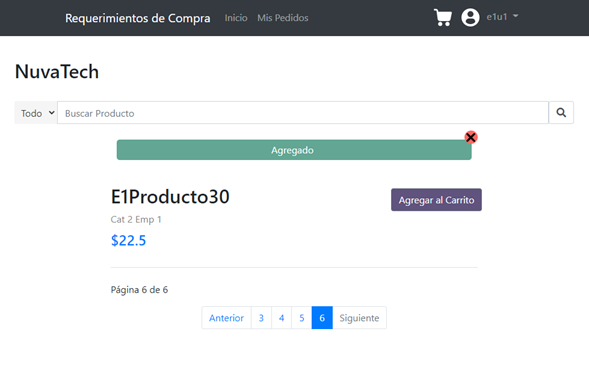 Requerimientos de Compra Inicio Mis Pedidos e1u1
NuvaTech
Todo Buscar Producto
Agregado
E1Producto30 Agregar al Carrito
Cat 2 Emp 1
$22.5
Página 6 de 6
Anterior 3 4 5 6 Siguiente